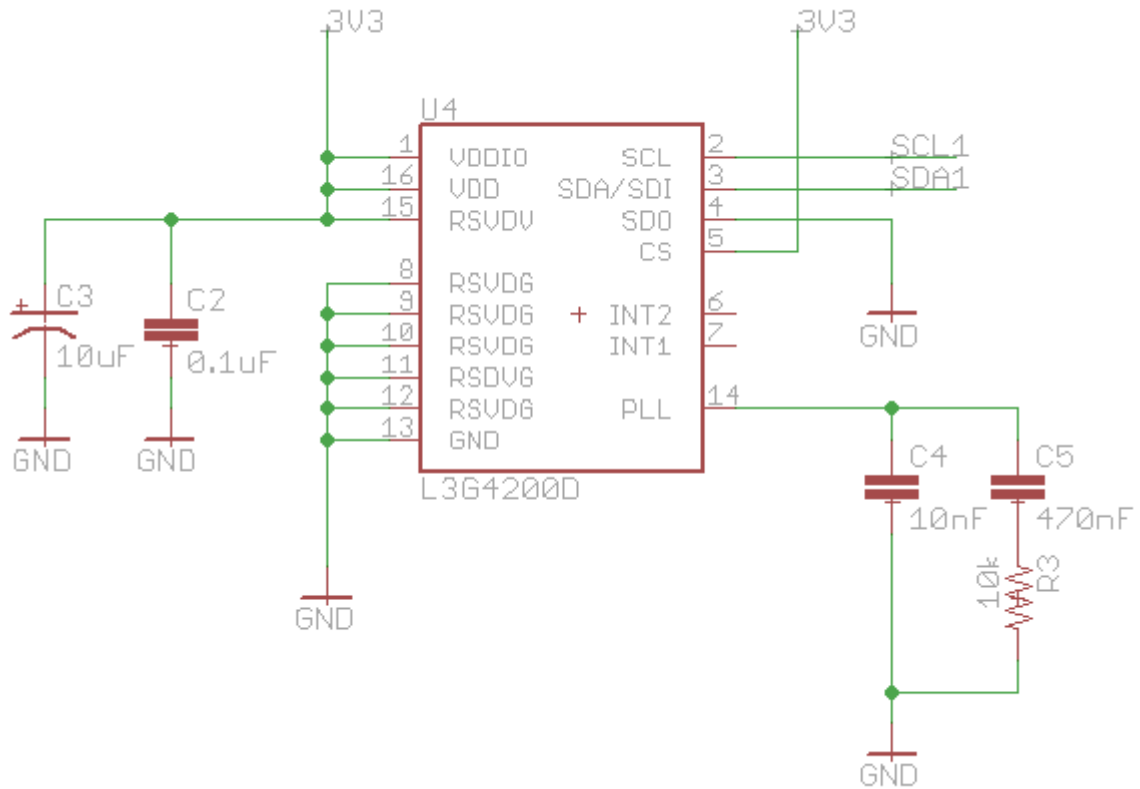 3V3
3V3
U4
1 VDDIO SCL 2 SCL1
16 VDD SDA/SDI 3 SDA1
15 RSVDV SDO 4
CS 5
8 RSVDG
9 RSVDG INT2 6
10 RSVDG INT1 7
11 RSDVG
12 RSVDG PLL 14
13 GND
L3G4200D
+ C3
10uF
C2
0.1uF
GND
GND
GND
GND
C4
10nF
C5
470nF
10k
R3
GND